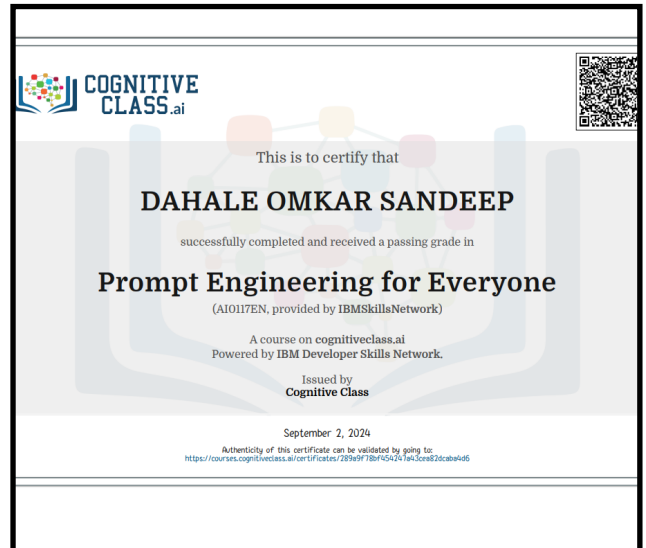 COGNITIVE
CLASS.ai
This is to certify that
DAHALE OMKAR SANDEEP
successfully completed and received a passing grade in
Prompt Engineering for Everyone
(AI0117EN, provided by IBMSkillsNetwork)
A course on cognitiveclass.ai
Powered by IBM Developer Skills Network.
Issued by
Cognitive Class
September 2, 2024
Authenticity of this certificate can be validated by going to:
https://courses.cognitiveclass.ai/certificates/289a9f78bf454247a43cea82dcaba4d6